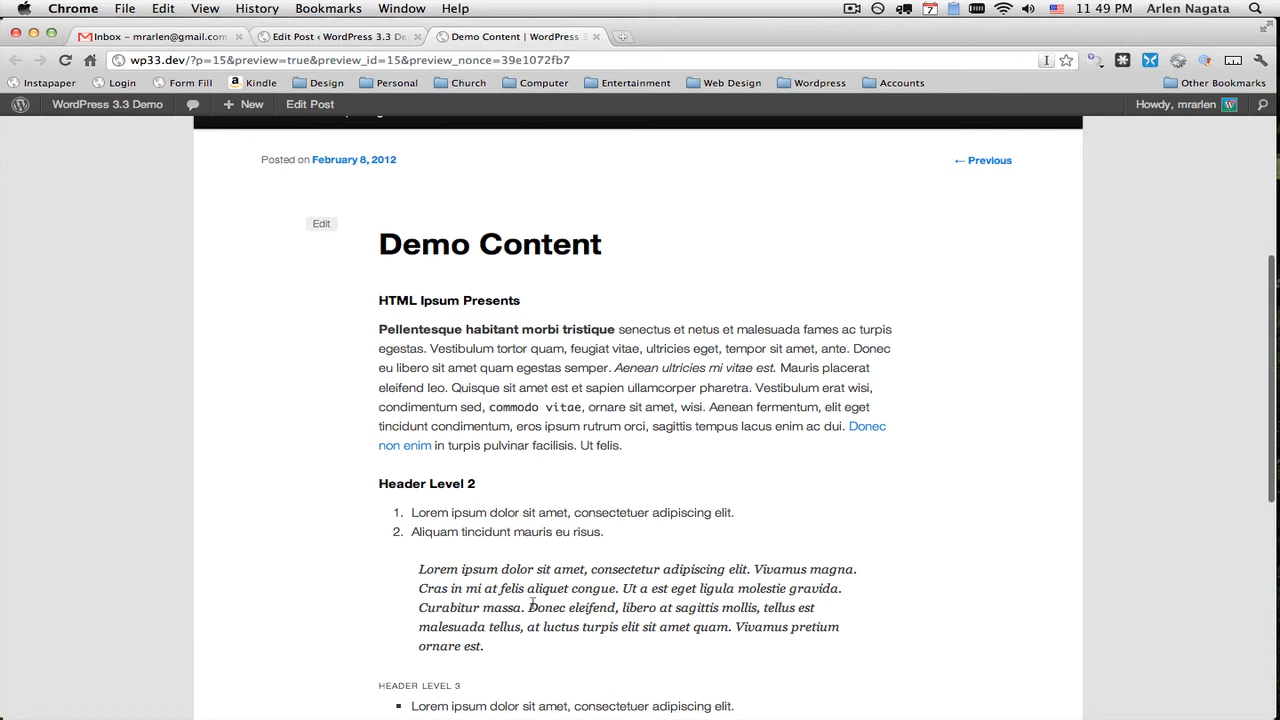 Chrome File Edit View History Bookmarks Window Help 7 11:49 PM Arlen Nagata
Inbox – mrarlen@gmail.com × Edit Post ‹ WordPress 3.3 De × Demo Content | WordPress ×
wp33.dev/?p=15&preview=true&preview_id=15&preview_nonce=39e1072fb7
Instapaper Login Form Fill Kindle Design Personal Church Computer Entertainment Web Design Wordpress Accounts Other Bookmarks
WordPress 3.3 Demo + New Edit Post Howdy, mrarlen
Posted on February 8, 2012 ← Previous
Edit
Demo Content
HTML Ipsum Presents
Pellentesque habitant morbi tristique senectus et netus et malesuada fames ac turpis
egestas. Vestibulum tortor quam, feugiat vitae, ultricies eget, tempor sit amet, ante. Donec
eu libero sit amet quam egestas semper. Aenean ultricies mi vitae est. Mauris placerat
eleifend leo. Quisque sit amet est et sapien ullamcorper pharetra. Vestibulum erat wisi,
condimentum sed, commodo vitae, ornare sit amet, wisi. Aenean fermentum, elit eget
tincidunt condimentum, eros ipsum rutrum orci, sagittis tempus lacus enim ac dui. Donec
non enim in turpis pulvinar facilisis. Ut felis.
Header Level 2
1. Lorem ipsum dolor sit amet, consectetuer adipiscing elit.
2. Aliquam tincidunt mauris eu risus.
Lorem ipsum dolor sit amet, consectetur adipiscing elit. Vivamus magna.
Cras in mi at felis aliquet congue. Ut a est eget ligula molestie gravida.
Curabitur massa. Donec eleifend, libero at sagittis mollis, tellus est
malesuada tellus, at luctus turpis elit sit amet quam. Vivamus pretium
ornare est.
HEADER LEVEL 3
▪ Lorem ipsum dolor sit amet, consectetuer adipiscing elit.